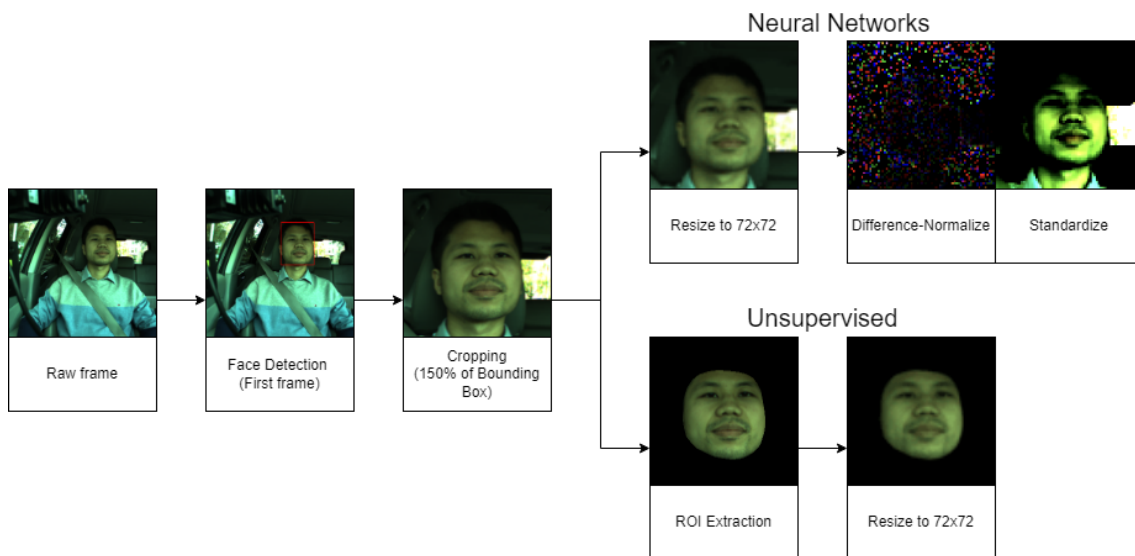 Neural Networks
Resize to 72x72
Difference-Normalize
Standardize
Raw frame
Face Detection
(First frame)
Cropping
(150% of Bounding
Box)
Unsupervised
ROI Extraction
Resize to 72x72